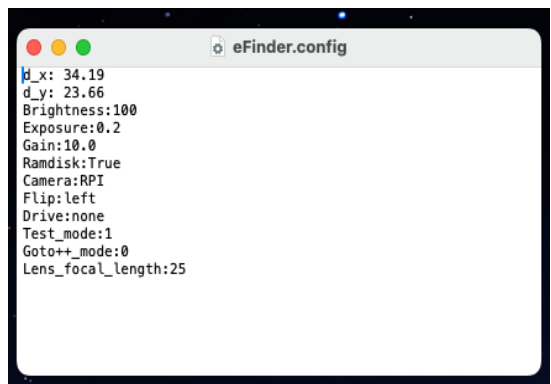 eFinder.config
d_x: 34.19
d_y: 23.66
Brightness:100
Exposure:0.2
Gain:10.0
Ramdisk:True
Camera:RPI
Flip:left
Drive:none
Test_mode:1
Goto++_mode:0
Lens_focal_length:25